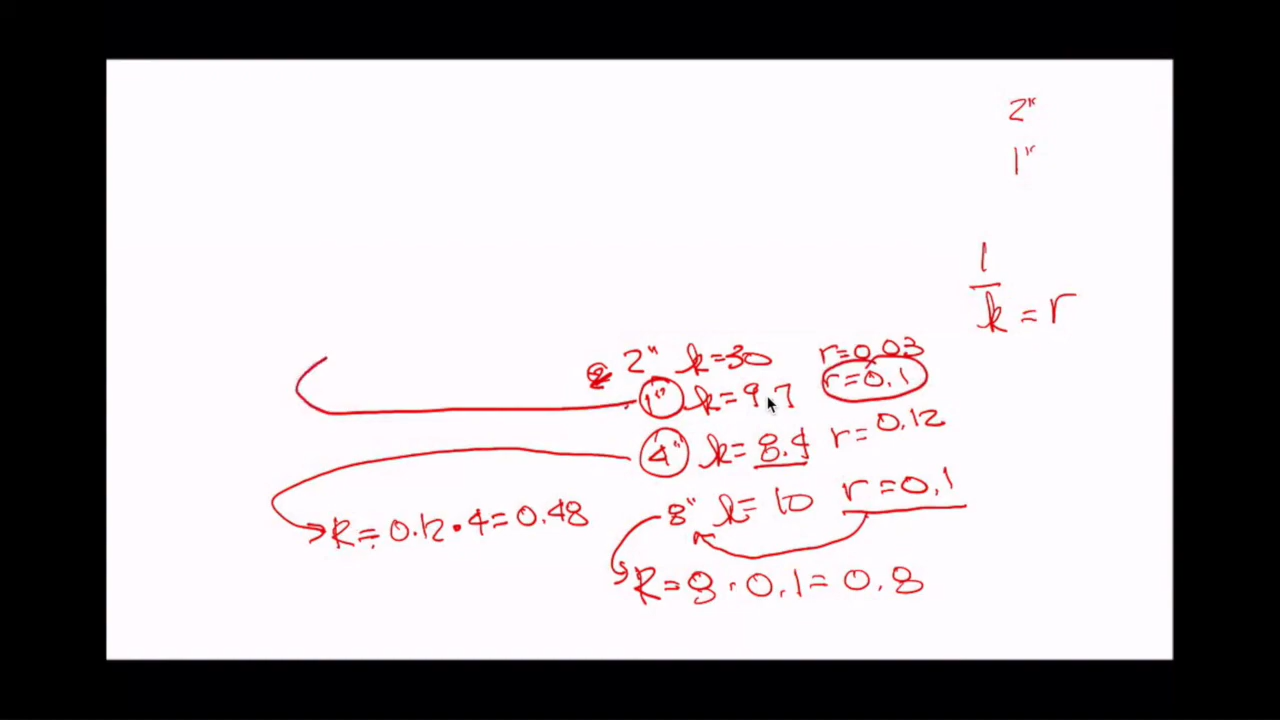 2"
1"
1
k = r
2" k=30 r=0.03
1" k=9.7 r=0.1
4" k=8.4 r=0.12
8" k=10 r=0.1
R=0.12·4=0.48
R=8·0.1=0.8